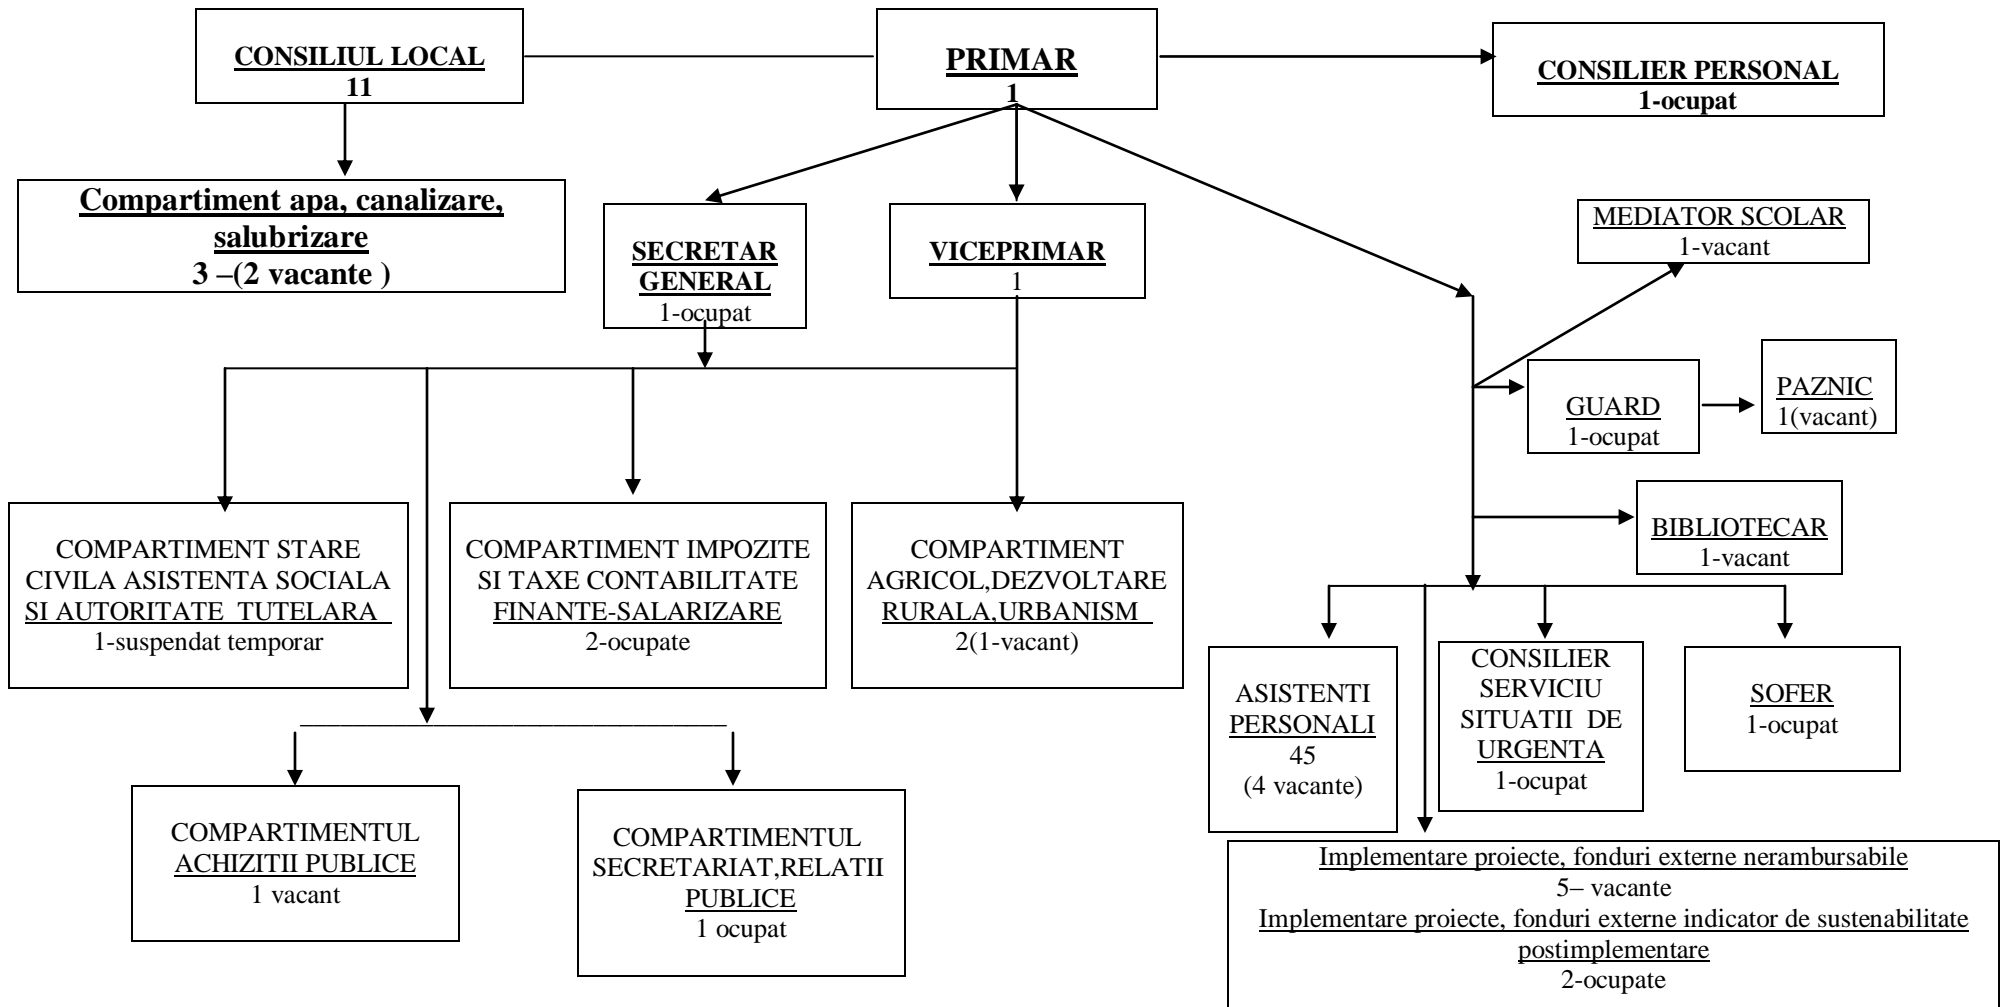 CONSILIUL LOCAL
11
PRIMAR
1
CONSILIER PERSONAL
1-ocupat
Compartiment apa, canalizare,
salubrizare
3 –(2 vacante )
SECRETAR
GENERAL
1-ocupat
VICEPRIMAR
1
MEDIATOR SCOLAR
1-vacant
GUARD
1-ocupat
PAZNIC
1(vacant)
BIBLIOTECAR
1-vacant
COMPARTIMENT STARE
CIVILA ASISTENTA SOCIALA
SI AUTORITATE TUTELARA
1-suspendat temporar
COMPARTIMENT IMPOZITE
SI TAXE CONTABILITATE
FINANTE-SALARIZARE
2-ocupate
COMPARTIMENT
AGRICOL,DEZVOLTARE
RURALA,URBANISM
2(1-vacant)
ASISTENTI
PERSONALI
45
(4 vacante)
CONSILIER
SERVICIU
SITUATII DE
URGENTA
1-ocupat
SOFER
1-ocupat
COMPARTIMENTUL
ACHIZITII PUBLICE
1 vacant
COMPARTIMENTUL
SECRETARIAT,RELATII
PUBLICE
1 ocupat
Implementare proiecte, fonduri externe nerambursabile
5– vacante
Implementare proiecte, fonduri externe indicator de sustenabilitate
postimplementare
2-ocupate